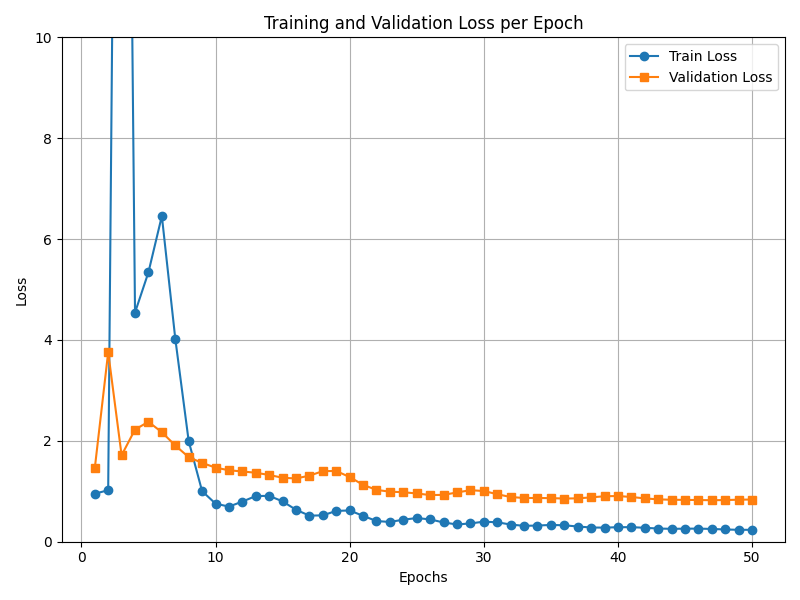 Training and Validation Loss per Epoch
Train Loss
Validation Loss
10
8
6
4
2
0
Loss
0 10 20 30 40 50
Epochs